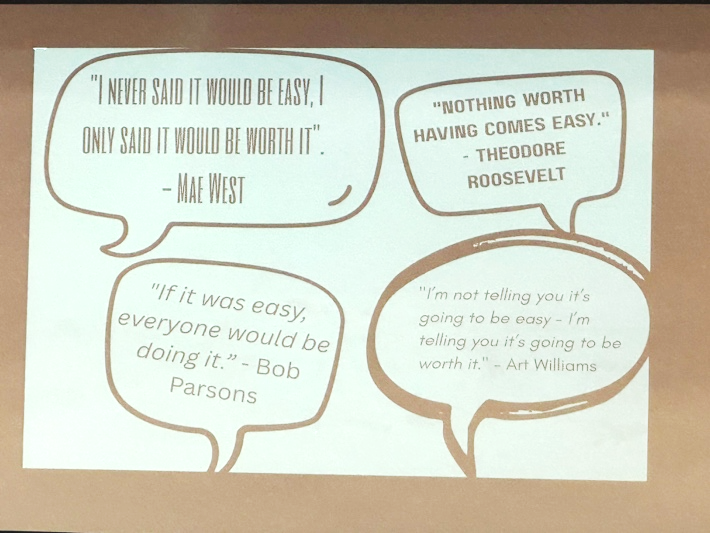 "I NEVER SAID IT WOULD BE EASY, I
ONLY SAID IT WOULD BE WORTH IT".
– MAE WEST
"NOTHING WORTH
HAVING COMES EASY."
- THEODORE
ROOSEVELT
"If it was easy,
everyone would be
doing it.” - Bob
Parsons
"I'm not telling you it's
going to be easy - I'm
telling you it's going to be
worth it." - Art Williams